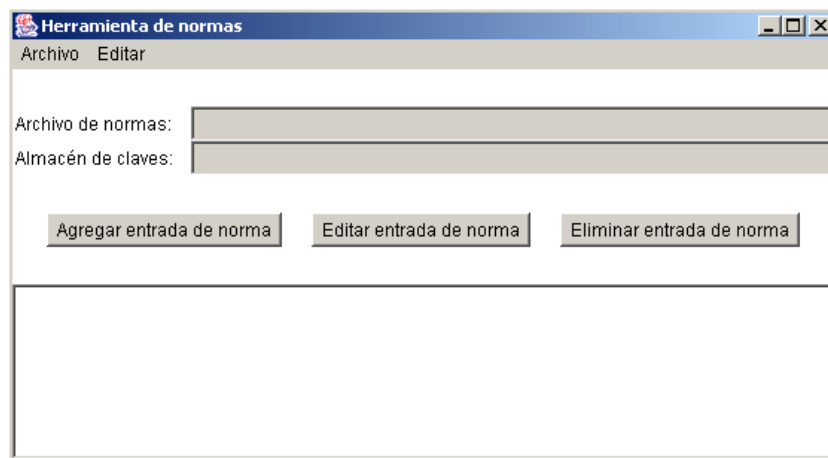 Herramienta de normas
Archivo Editar
Archivo de normas:
Almacén de claves:
Agregar entrada de norma Editar entrada de norma Eliminar entrada de norma